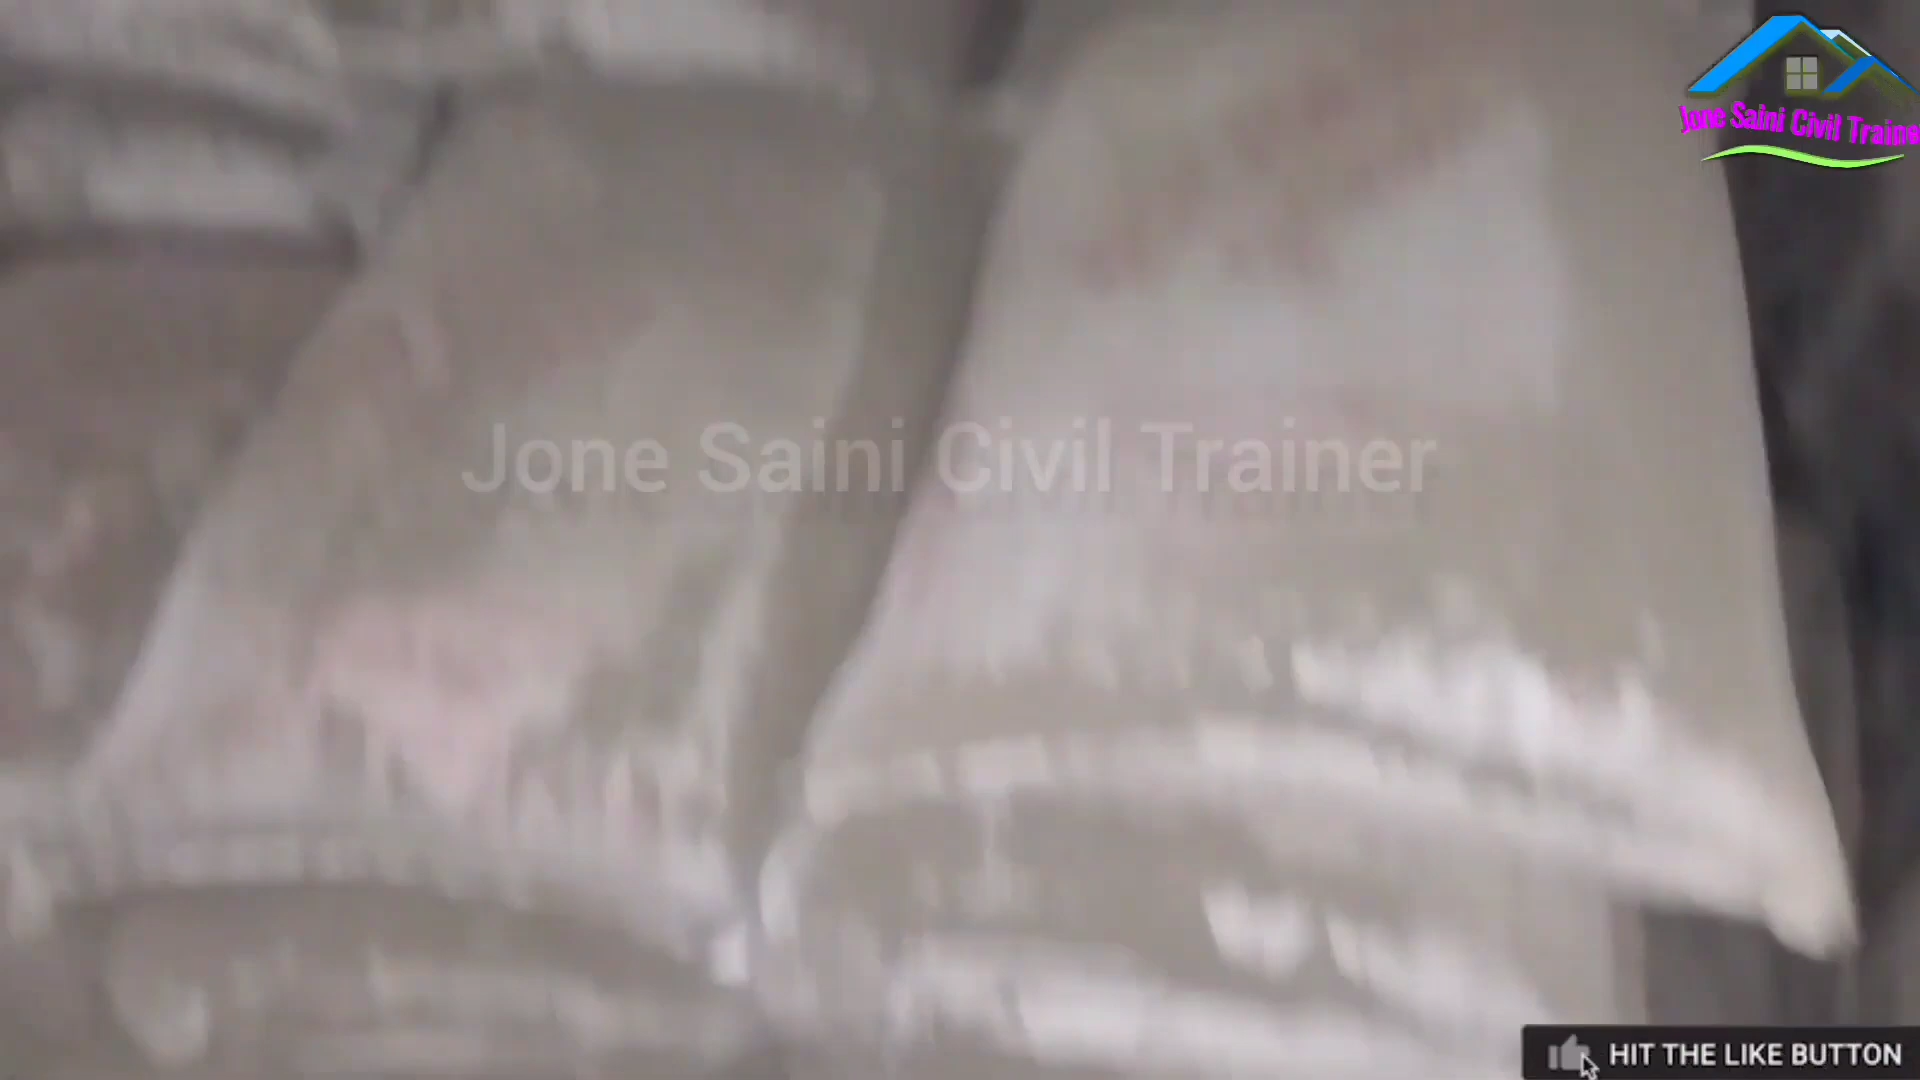 Jone Saini Civil Traine
Jone Saini Civil Trainer
HIT THE LIKE BUTTON